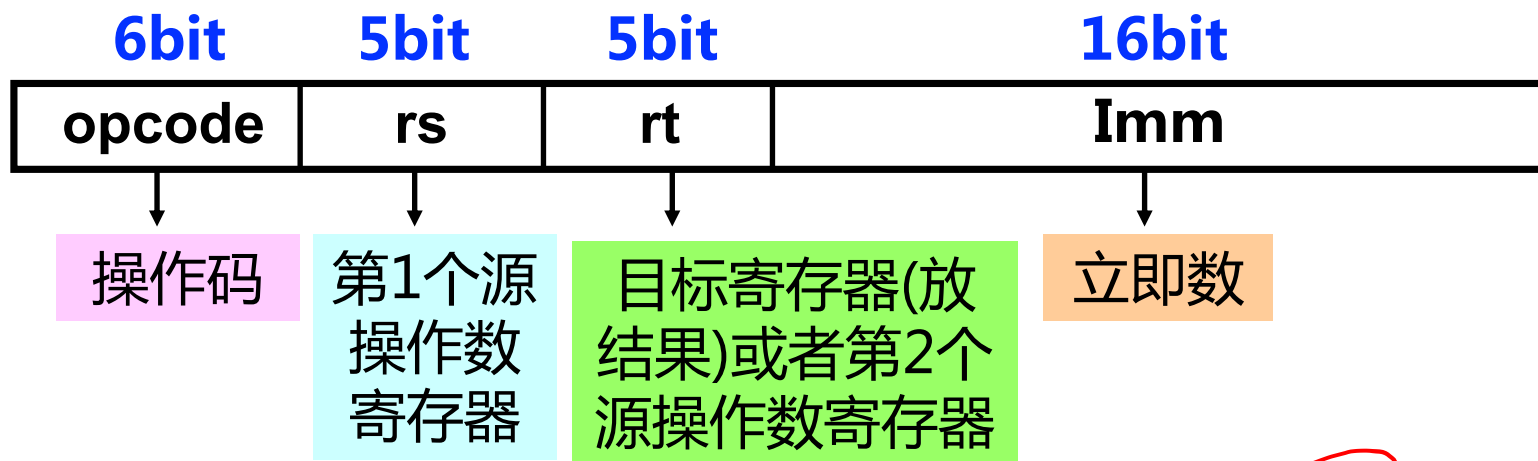 6bit 5bit 5bit 16bit
opcode rs rt Imm
操作码
第1个源
操作数
寄存器
目标寄存器(放
结果)或者第2个
源操作数寄存器
立即数